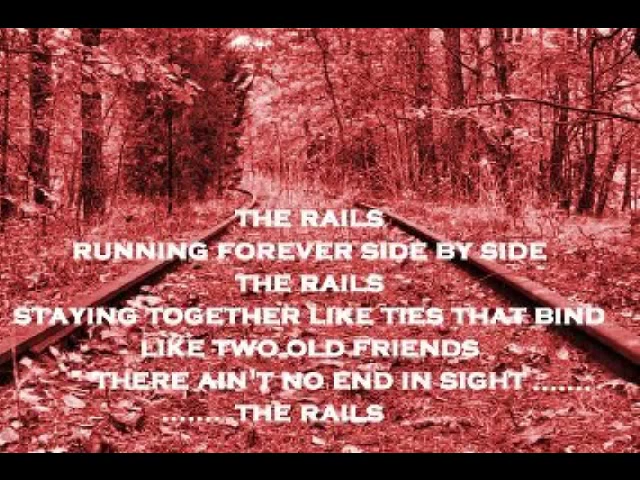 THE RAILS
RUNNING FOREVER SIDE BY SIDE
THE RAILS
STAYING TOGETHER LIKE TIES THAT BIND
LIKE TWO OLD FRIENDS
THERE AIN'T NO END IN SIGHT .......
....... THE RAILS